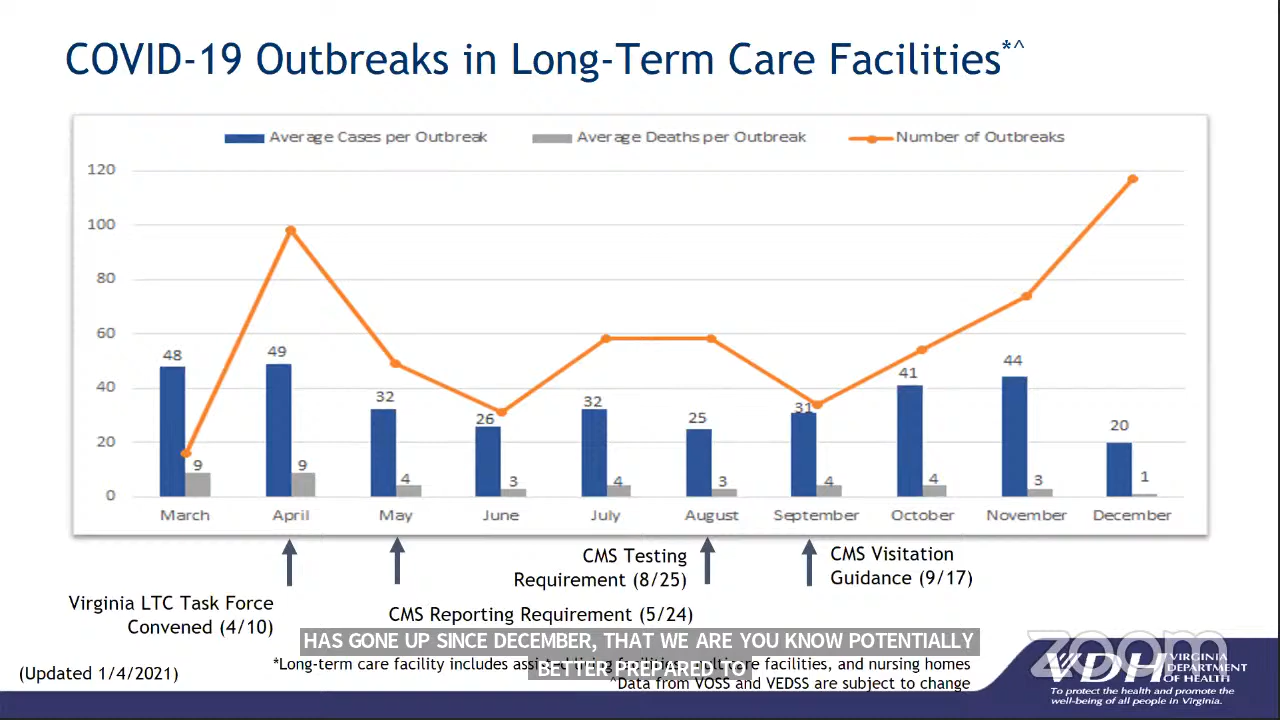 COVID-19 Outbreaks in Long-Term Care Facilities*^
Average Cases per Outbreak Average Deaths per Outbreak Number of Outbreaks
120
100
80
60
40
20
0
48 49 32 26 32 25 31 41 44 20
9 9 4 3 4 3 4 4 3 1
March April May June July August September October November December
Virginia LTC Task Force
Convened (4/10)
CMS Reporting Requirement (5/24)
CMS Testing
Requirement (8/25)
CMS Visitation
Guidance (9/17)
HAS GONE UP SINCE DECEMBER, THAT WE ARE YOU KNOW POTENTIALLY
BETTER PREPARED TO
(Updated 1/4/2021)
*Long-term care facility includes facilities, and nursing homes
^Data from VOSS and VEDSS are subject to change
zoom
VDH VIRGINIA
DEPARTMENT
OF HEALTH
To protect the health and promote the
well-being of all people in Virginia.